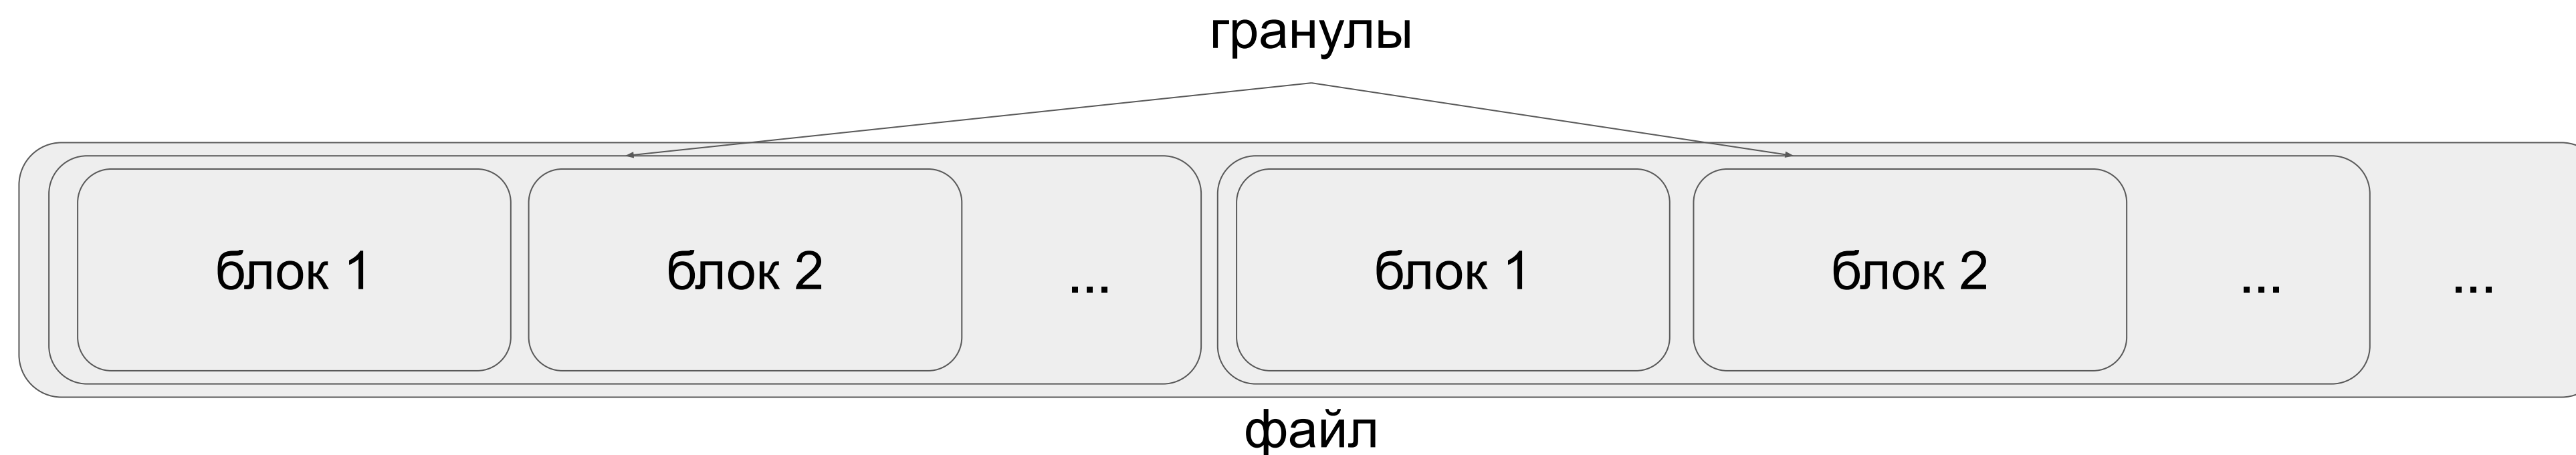 гранулы
блок 1 блок 2 ... блок 1 блок 2 ... ...
файл